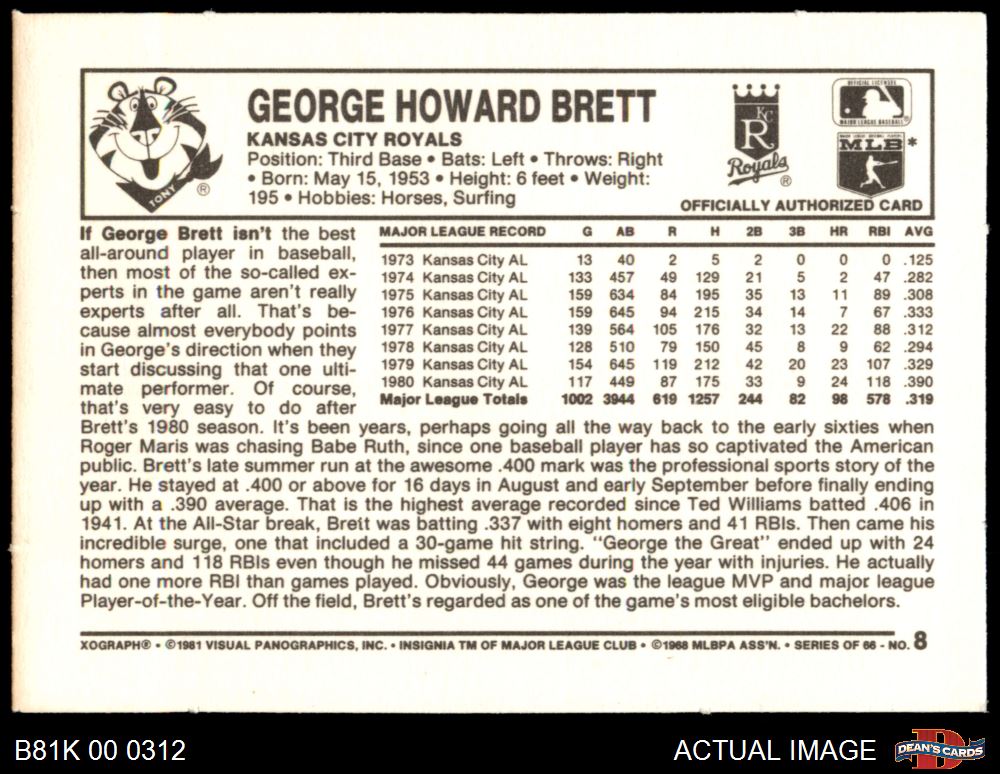 GEORGE HOWARD BRETT
KANSAS CITY ROYALS
Position: Third Base • Bats: Left • Throws: Right
• Born: May 15, 1953 • Height: 6 feet • Weight:
195 • Hobbies: Horses, Surfing
TONY
®
KC
R
Royals
®
OFFICIAL LICENSEE
MAJOR LEAGUE BASEBALL
MAJOR LEAGUE BASEBALL PLAYERS
MLB*
OFFICIALLY AUTHORIZED CARD
If George Brett isn't the best
all-around player in baseball,
then most of the so-called ex-
perts in the game aren't really
experts after all. That's be-
cause almost everybody points
in George's direction when they
start discussing that one ulti-
mate performer. Of course,
that's very easy to do after
MAJOR LEAGUE RECORD G AB R H 2B 3B HR RBI AVG
1973 Kansas City AL 13 40 2 5 2 0 0 0 .125
1974 Kansas City AL 133 457 49 129 21 5 2 47 .282
1975 Kansas City AL 159 634 84 195 35 13 11 89 .308
1976 Kansas City AL 159 645 94 215 34 14 7 67 .333
1977 Kansas City AL 139 564 105 176 32 13 22 88 .312
1978 Kansas City AL 128 510 79 150 45 8 9 62 .294
1979 Kansas City AL 154 645 119 212 42 20 23 107 .329
1980 Kansas City AL 117 449 87 175 33 9 24 118 .390
Major League Totals 1002 3944 619 1257 244 82 98 578 .319
Brett's 1980 season. It's been years, perhaps going all the way back to the early sixties when
Roger Maris was chasing Babe Ruth, since one baseball player has so captivated the American
public. Brett's late summer run at the awesome .400 mark was the professional sports story of the
year. He stayed at .400 or above for 16 days in August and early September before finally ending
up with a .390 average. That is the highest average recorded since Ted Williams batted .406 in
1941. At the All-Star break, Brett was batting .337 with eight homers and 41 RBIs. Then came his
incredible surge, one that included a 30-game hit string. "George the Great" ended up with 24
homers and 118 RBIs even though he missed 44 games during the year with injuries. He actually
had one more RBI than games played. Obviously, George was the league MVP and major league
Player-of-the-Year. Off the field, Brett's regarded as one of the game's most eligible bachelors.
XOGRAPH® • ©1981 VISUAL PANOGRAPHICS, INC. • INSIGNIA TM OF MAJOR LEAGUE CLUB • ©1968 MLBPA ASS'N. • SERIES OF 66 - NO. 8
B81K 00 0312
ACTUAL IMAGE
DEAN'S CARDS